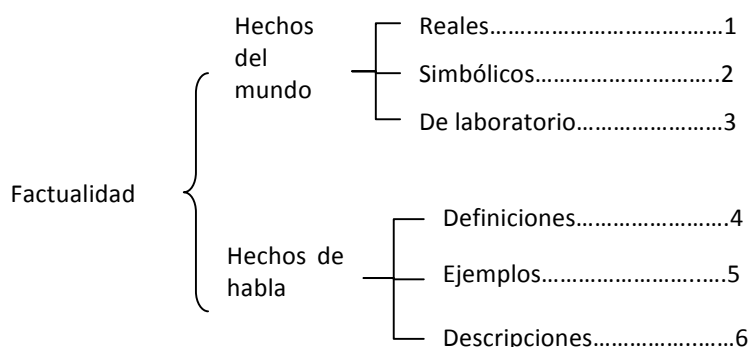 Hechos
del
mundo
Reales…….……………….…1
Simbólicos…………………..2
De laboratorio……………………3
Factualidad
Hechos de
habla
Definiciones…………………….4
Ejemplos……………………..….5
Descripciones……………..……6